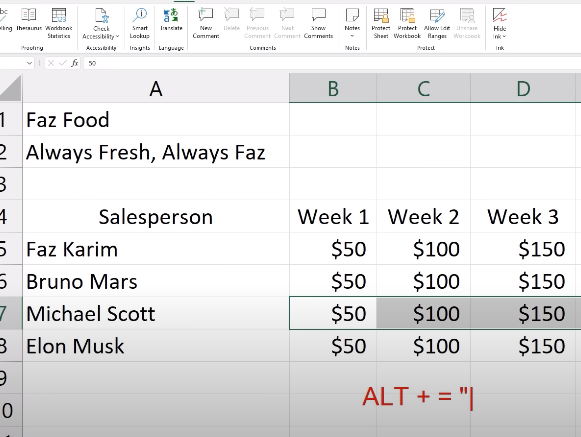 Spelling Thesaurus Workbook Statistics
Check Accessibility
Smart Lookup
Translate
New Comment
Delete
Previous Comment
Next Comment
Show Comments
Notes
Protect Sheet
Protect Workbook
Allow Edit Ranges
Unshare Workbook
Hide Ink
Proofing Accessibility Insights Language Comments Notes Protect Ink
fx 50
A B C D
1 Faz Food
2 Always Fresh, Always Faz
3
4 Salesperson Week 1 Week 2 Week 3
5 Faz Karim $50 $100 $150
6 Bruno Mars $50 $100 $150
7 Michael Scott $50 $100 $150
8 Elon Musk $50 $100 $150
9
0 ALT + = "|